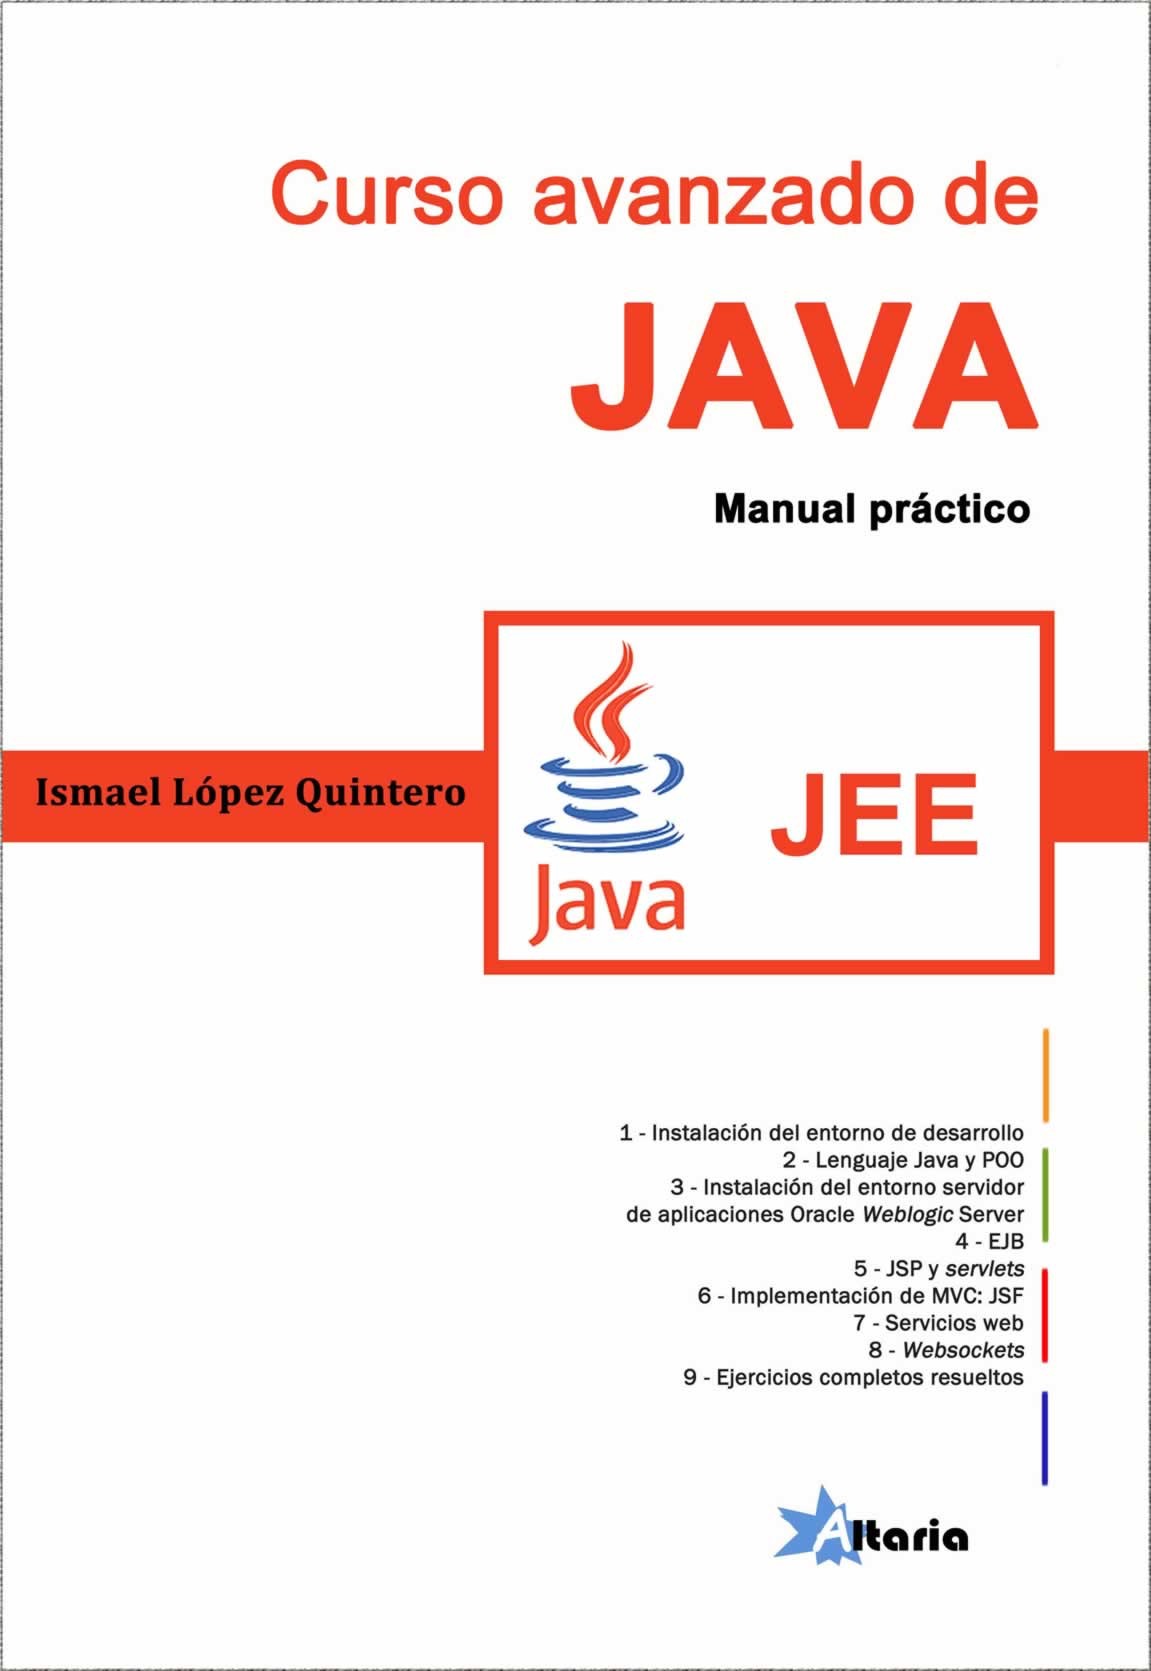 Curso avanzado de
JAVA
Manual práctico
Ismael López Quintero
Java
JEE
1 - Instalación del entorno de desarrollo
2 - Lenguaje Java y POO
3 - Instalación del entorno servidor
de aplicaciones Oracle Weblogic Server
4 - EJB
5 - JSP y servlets
6 - Implementación de MVC: JSF
7 - Servicios web
8 - Websockets
9 - Ejercicios completos resueltos
Altaria